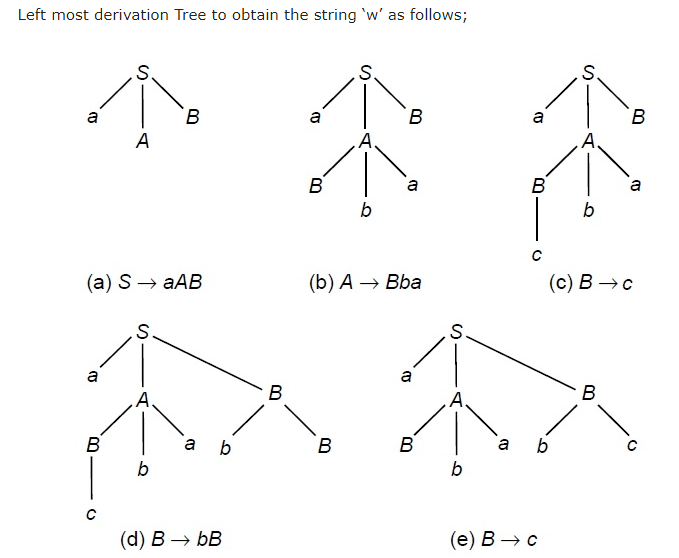 Left most derivation Tree to obtain the string ‘w’ as follows;
S S S
a B a B a B
A A A
B a B a
b b
c
(a) S → aAB (b) A → Bba (c) B → c
S S
a a
B B
A A
B a b B B a b c
b b
c
(d) B → bB (e) B → c